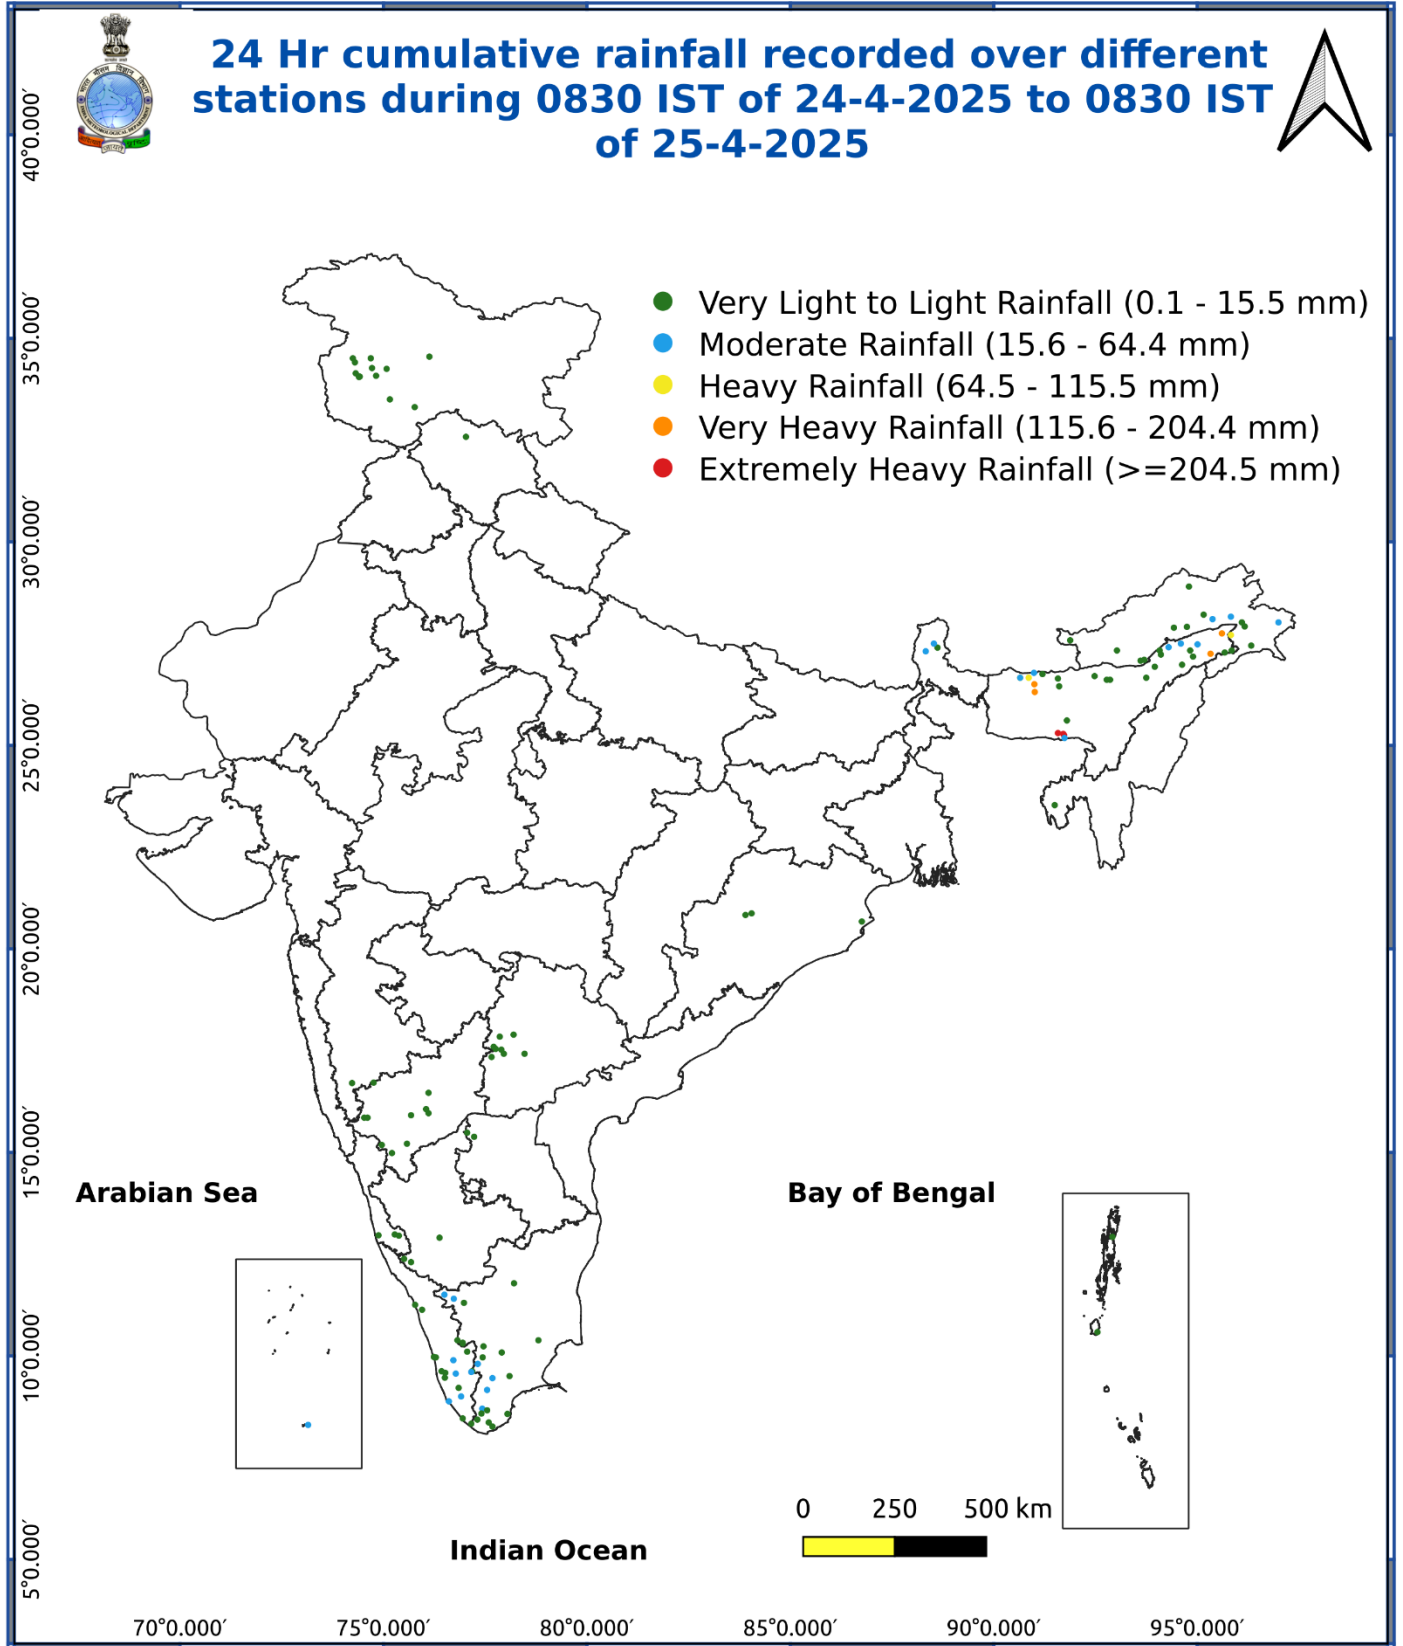 24 Hr cumulative rainfall recorded over different
stations during 0830 IST of 24-4-2025 to 0830 IST
of 25-4-2025
Very Light to Light Rainfall (0.1 - 15.5 mm)
Moderate Rainfall (15.6 - 64.4 mm)
Heavy Rainfall (64.5 - 115.5 mm)
Very Heavy Rainfall (115.6 - 204.4 mm)
Extremely Heavy Rainfall (>=204.5 mm)
40°0.000′
35°0.000′
30°0.000′
25°0.000′
20°0.000′
15°0.000′
10°0.000′
5°0.000′
Arabian Sea
Bay of Bengal
0 250 500 km
Indian Ocean
70°0.000′ 75°0.000′ 80°0.000′ 85°0.000′ 90°0.000′ 95°0.000′